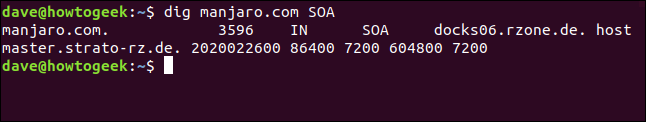 dave@howtogeek:~$ dig manjaro.com SOA
manjaro.com. 3596 IN SOA docks06.rzone.de. host
master.strato-rz.de. 2020022600 86400 7200 604800 7200
dave@howtogeek:~$